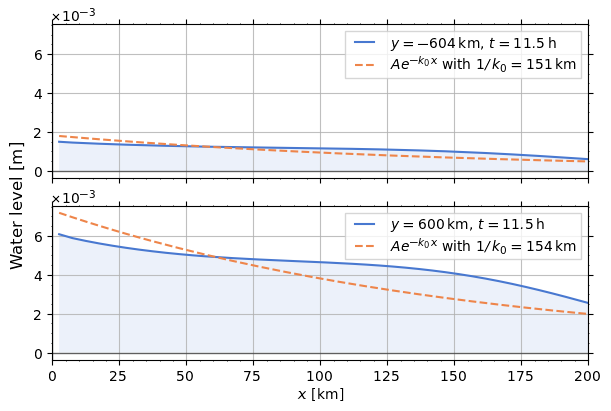 ×10⁻³
6
4
2
0
y = −604 km, t = 11.5 h
Ae^{−k₀x} with 1/k₀ = 151 km
Water level [m]
×10⁻³
6
4
2
0
y = 600 km, t = 11.5 h
Ae^{−k₀x} with 1/k₀ = 154 km
0 25 50 75 100 125 150 175 200
x [km]